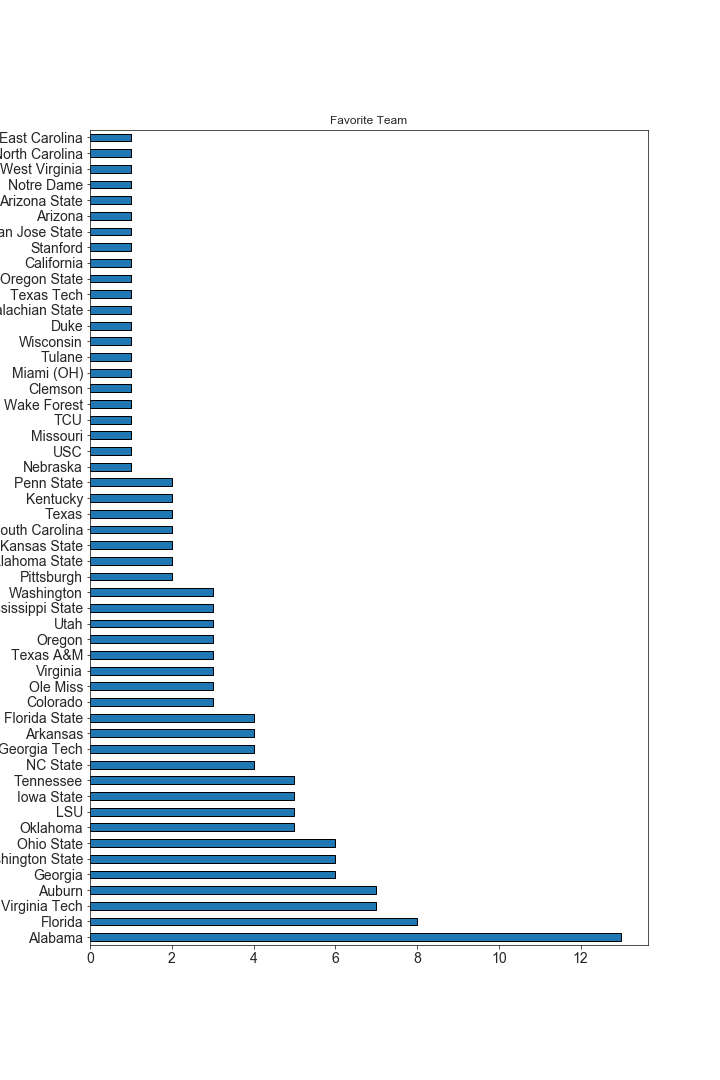 Favorite Team
East Carolina
North Carolina
West Virginia
Notre Dame
Arizona State
Arizona
an Jose State
Stanford
California
Oregon State
Texas Tech
alachian State
Duke
Wisconsin
Tulane
Miami (OH)
Clemson
Wake Forest
TCU
Missouri
USC
Nebraska
Penn State
Kentucky
Texas
outh Carolina
Kansas State
lahoma State
Pittsburgh
Washington
sissippi State
Utah
Oregon
Texas A&M
Virginia
Ole Miss
Colorado
Florida State
Arkansas
Georgia Tech
NC State
Tennessee
Iowa State
LSU
Oklahoma
Ohio State
hington State
Georgia
Auburn
Virginia Tech
Florida
Alabama
0 2 4 6 8 10 12